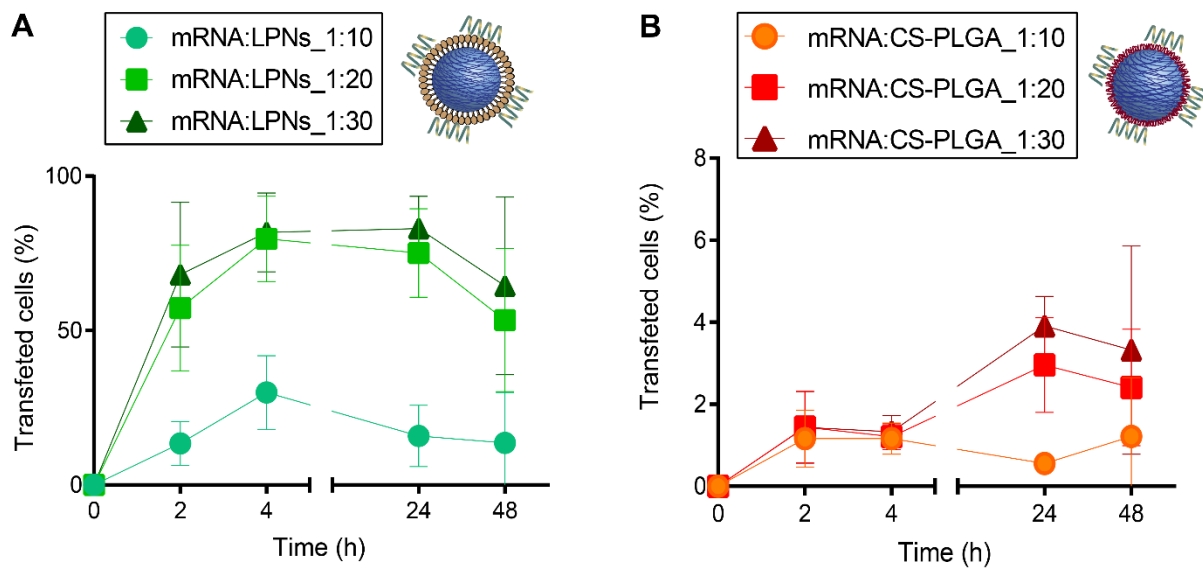 A
mRNA:LPNs_1:10
mRNA:LPNs_1:20
mRNA:LPNs_1:30
100
50
0
Transfeted cells (%)
0 2 4 24 48
Time (h)
B
mRNA:CS-PLGA_1:10
mRNA:CS-PLGA_1:20
mRNA:CS-PLGA_1:30
8
6
4
2
0
Transfeted cells (%)
0 2 4 24 48
Time (h)